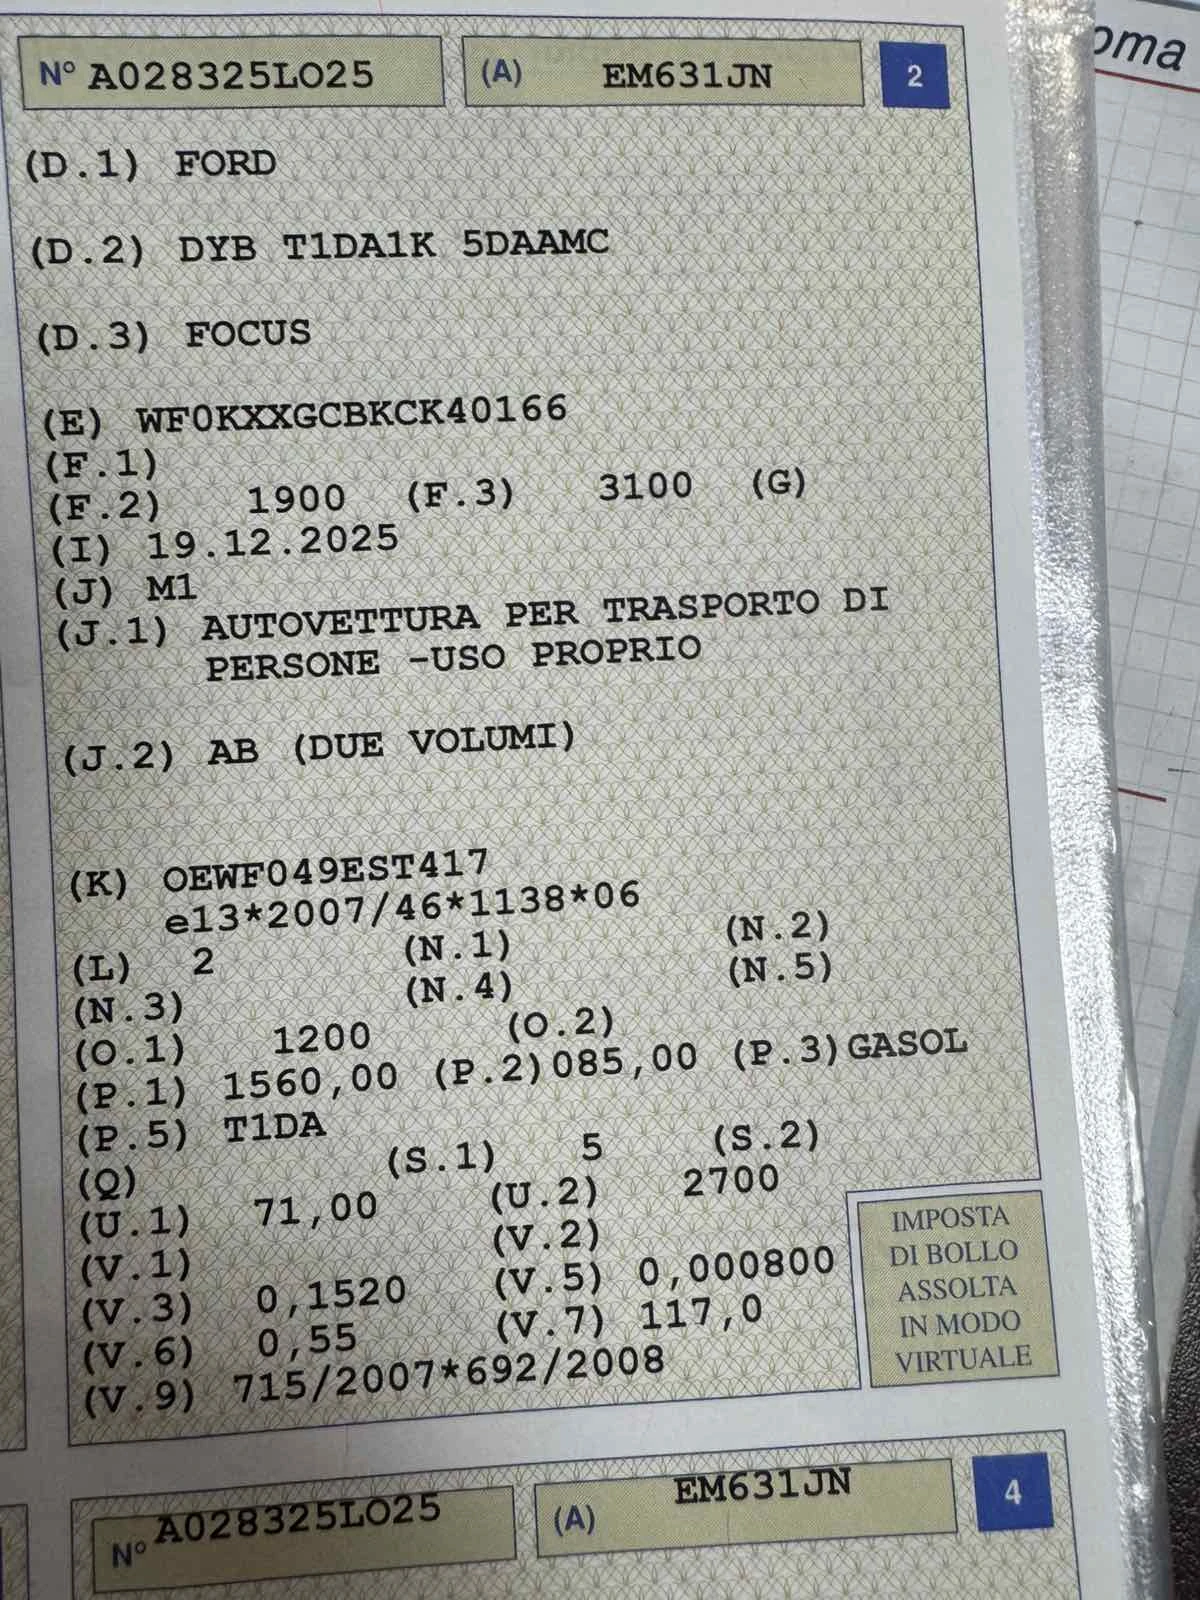 oma
N° A028325LO25 (A) EM631JN 2
(D.1) FORD
(D.2) DYB T1DA1K 5DAAMC
(D.3) FOCUS
(E) WF0KXXGCBKCK40166
(F.1)
(F.2) 1900 (F.3) 3100 (G)
(I) 19.12.2025
(J) M1
(J.1) AUTOVETTURA PER TRASPORTO DI
PERSONE -USO PROPRIO
(J.2) AB (DUE VOLUMI)
(K) OEWF049EST417
e13*2007/46*1138*06
(L) 2 (N.1) (N.2)
(N.3) (N.4) (N.5)
(O.1) 1200 (O.2)
(P.1) 1560,00 (P.2)085,00 (P.3)GASOL
(P.5) T1DA
(Q) (S.1) 5 (S.2)
(U.1) 71,00 (U.2) 2700
(V.1) (V.2)
(V.3) 0,1520 (V.5) 0,000800
(V.6) 0,55 (V.7) 117,0
(V.9) 715/2007*692/2008
IMPOSTA
DI BOLLO
ASSOLTA
IN MODO
VIRTUALE
N° A028325LO25 (A) EM631JN 4